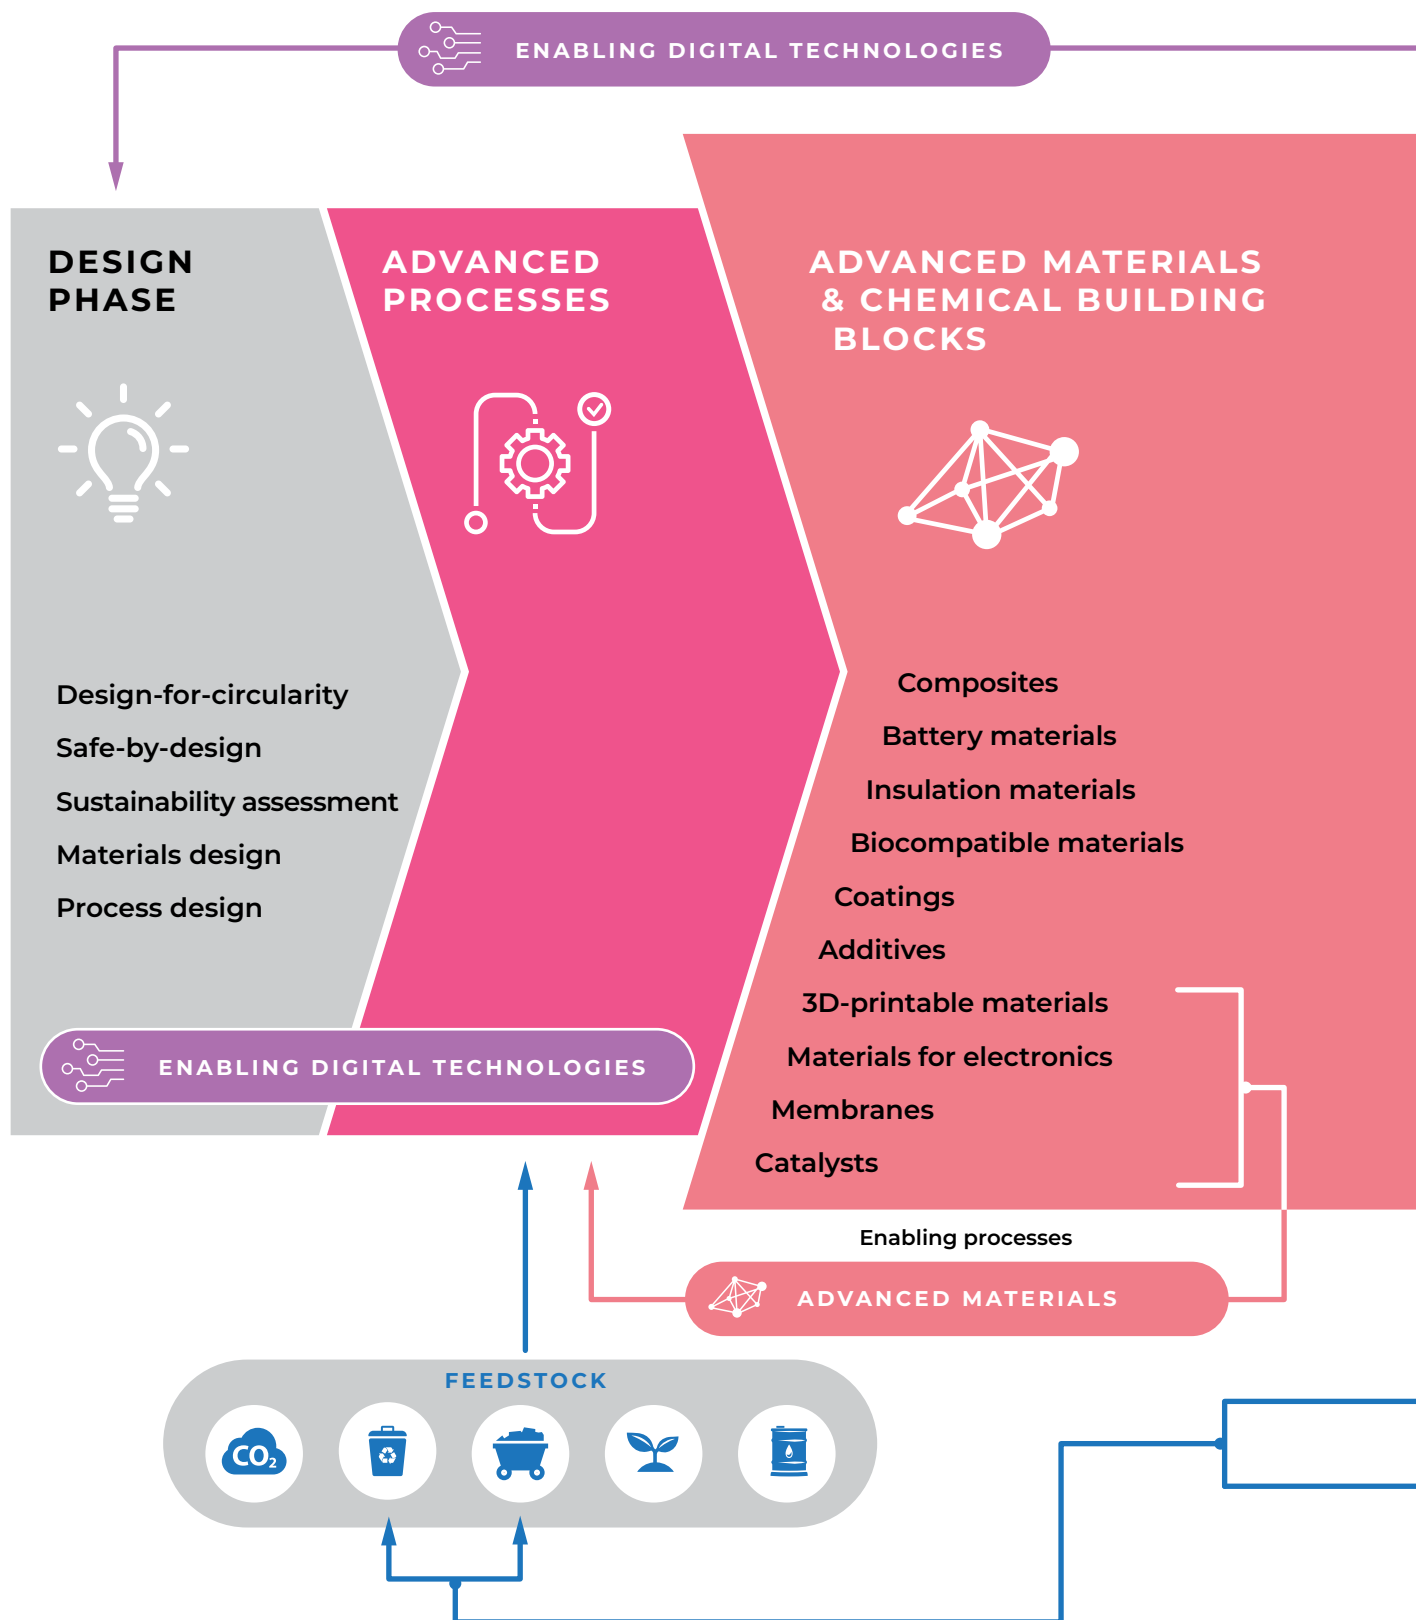 ENABLING DIGITAL TECHNOLOGIES
DESIGN
PHASE
Design-for-circularity
Safe-by-design
Sustainability assessment
Materials design
Process design
ADVANCED
PROCESSES
ENABLING DIGITAL TECHNOLOGIES
ADVANCED MATERIALS
& CHEMICAL BUILDING
BLOCKS
Composites
Battery materials
Insulation materials
Biocompatible materials
Coatings
Additives
3D-printable materials
Materials for electronics
Membranes
Catalysts
Enabling processes
ADVANCED MATERIALS
FEEDSTOCK
CO₂